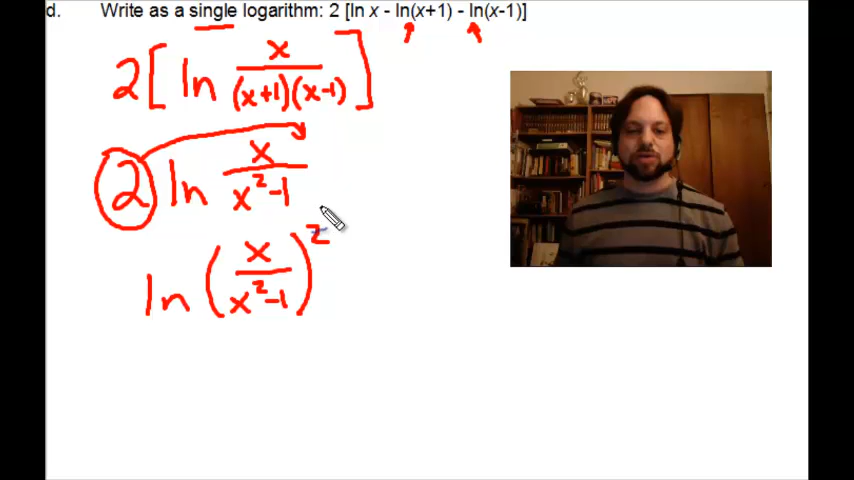 d. Write as a single logarithm: 2 [ln x - ln(x+1) - ln(x-1)]
2 [ ln x / (x+1)(x-1) ]
2 ln x / x² -1
ln ( x / x² -1 )²